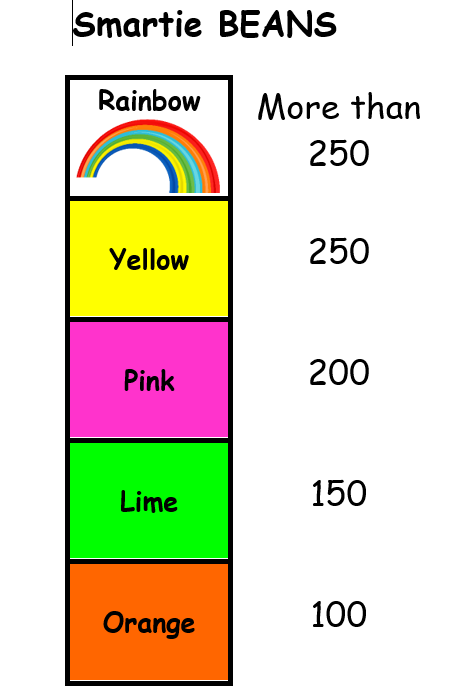 Smartie BEANS
Rainbow
More than
250
Yellow
250
Pink
200
Lime
150
Orange
100